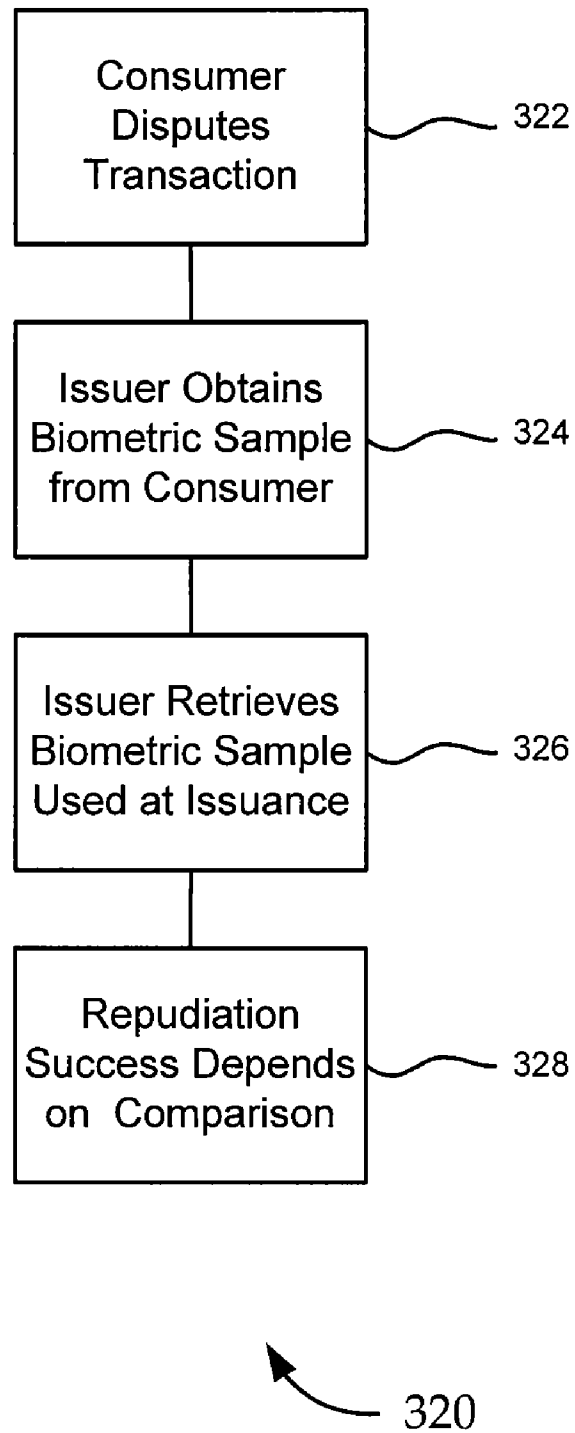 Consumer
Disputes
Transaction
322
Issuer Obtains
Biometric Sample
from Consumer
324
Issuer Retrieves
Biometric Sample
Used at Issuance
326
Repudiation
Success Depends
on Comparison
328
320